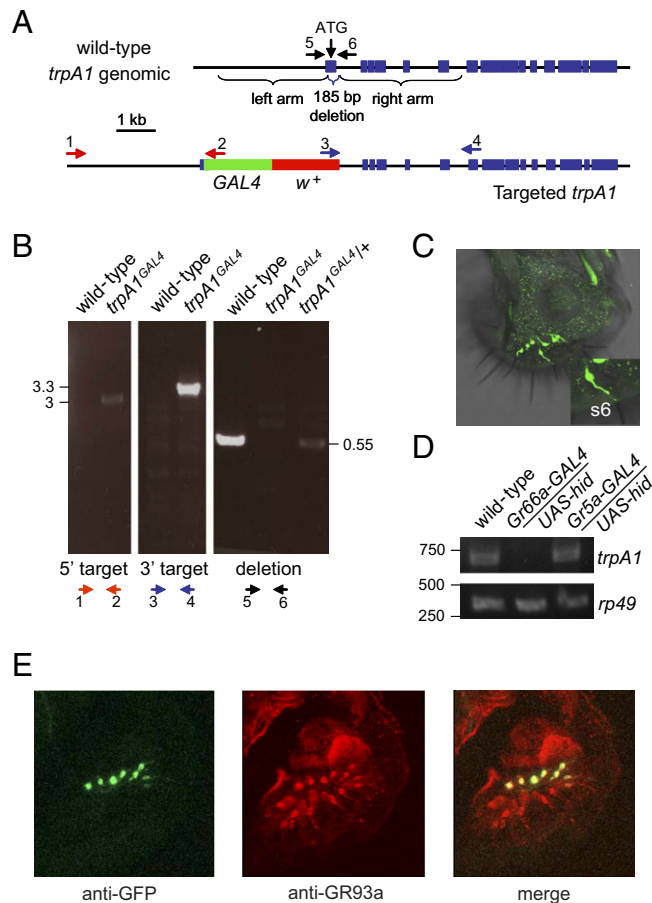 A
wild-type
trpA1 genomic
ATG
5 6
left arm
185 bp
deletion
right arm
1 kb
1 2 3 4
GAL4 w+
Targeted trpA1
B
wild-type
trpA1GAL4
wild-type
trpA1GAL4
wild-type
trpA1GAL4
trpA1GAL4/+
3.3
3
0.55
5' target 3' target deletion
1 2 3 4 5 6
C
s6
D
wild-type
Gr66a-GAL4
UAS-hid
Gr5a-GAL4
UAS-hid
750
trpA1
500
250
rp49
E
anti-GFP anti-GR93a merge